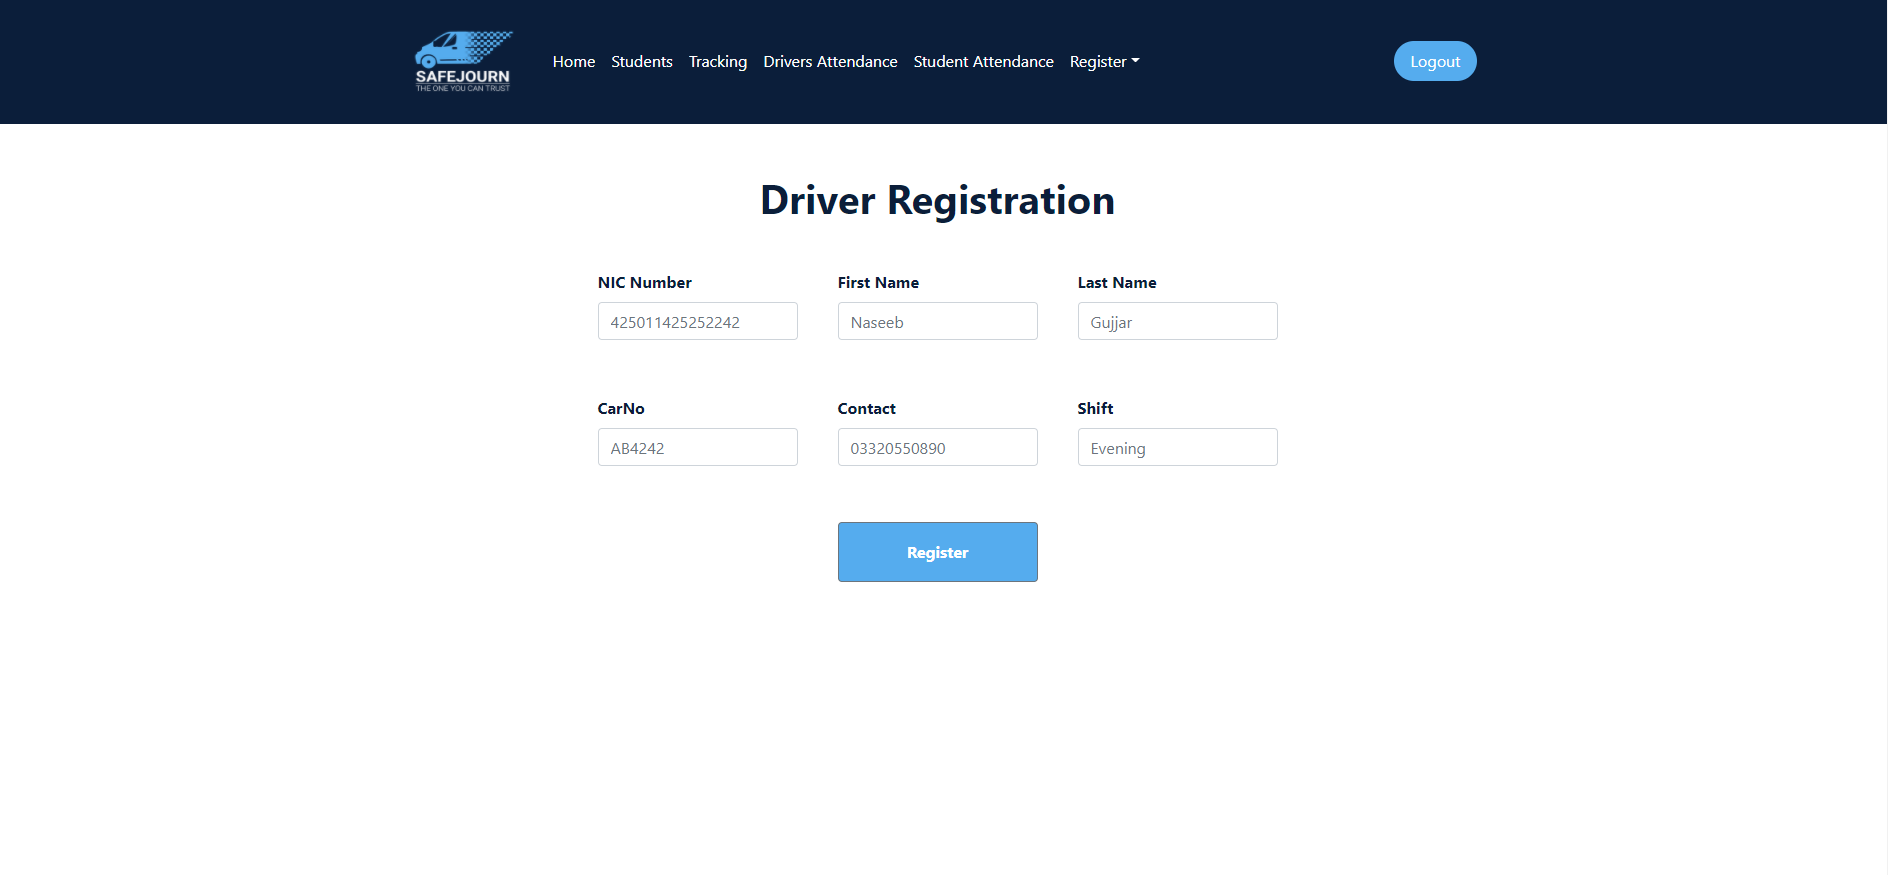 SAFEJOURN
THE ONE YOU CAN TRUST
Home Students Tracking Drivers Attendance Student Attendance Register Logout
Driver Registration
NIC Number First Name Last Name
425011425252242 Naseeb Gujjar
CarNo Contact Shift
AB4242 03320550890 Evening
Register